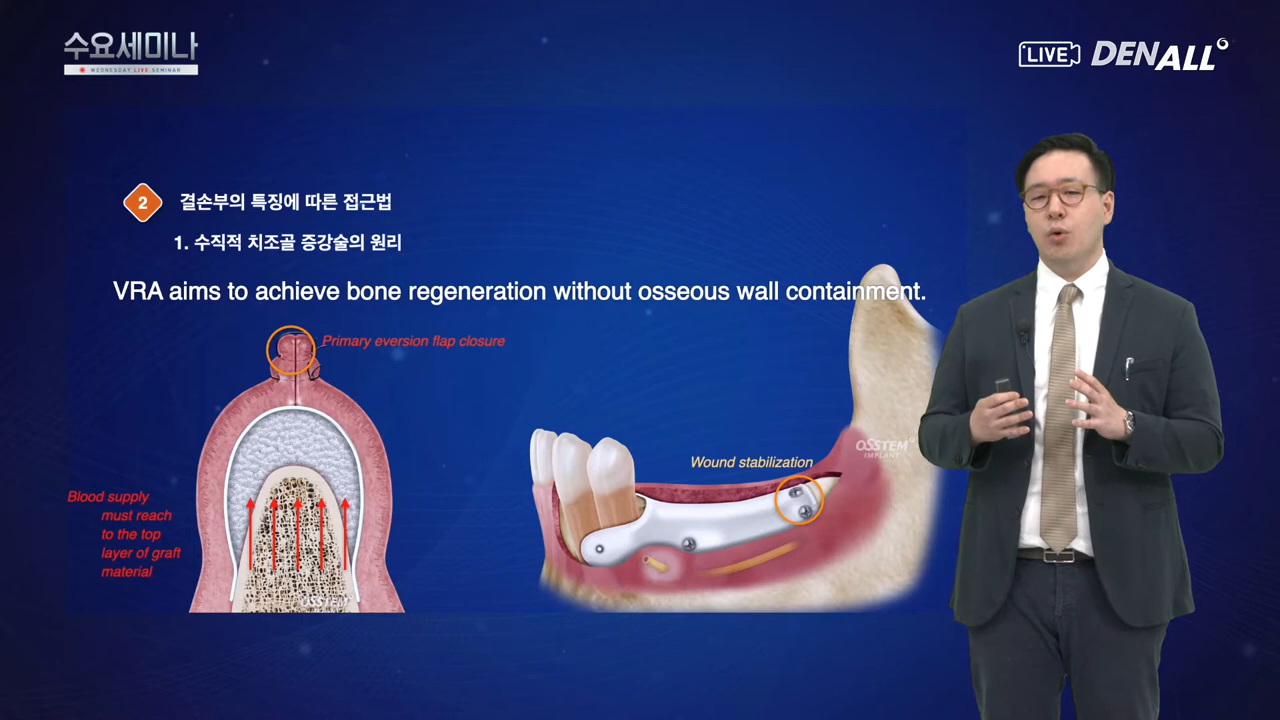 수요세미나
WEDNESDAY LIVE SEMINAR
LIVE
DENALL
2
결손부의 특징에 따른 접근법
1. 수직적 치조골 증강술의 원리
VRA aims to achieve bone regeneration without osseous wall containment.
Primary eversion flap closure
OSSTEM
IMPLANT
Wound stabilization
Blood supply
must reach
to the top
layer of graft
material
OSSTEM